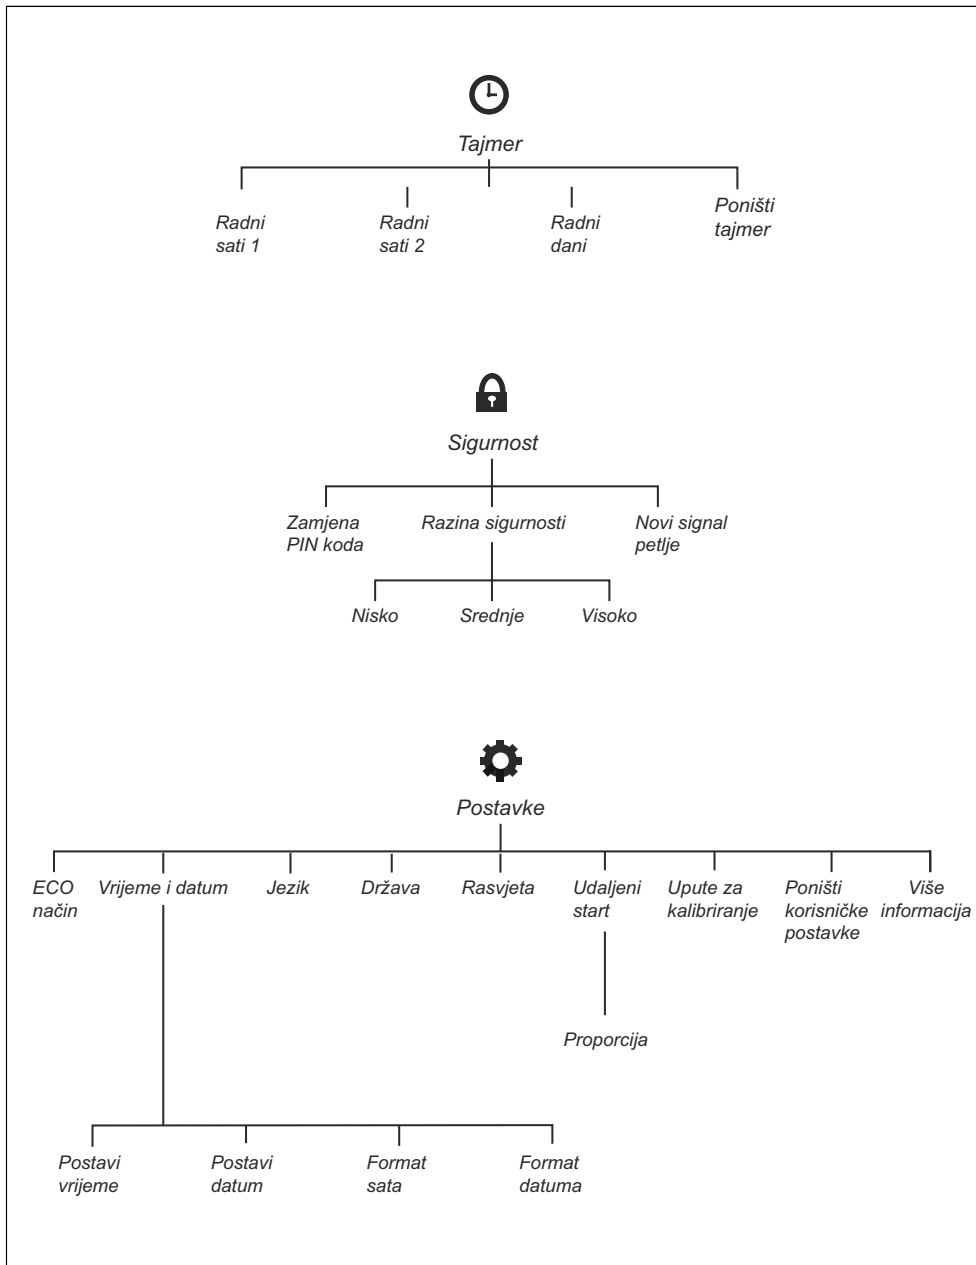 Tajmer
Radni
sati 1
Radni
sati 2
Radni
dani
Poništi
tajmer
Sigurnost
Zamjena
PIN koda
Razina sigurnosti
Novi signal
petlje
Nisko
Srednje
Visoko
Postavke
ECO
način
Vrijeme i datum
Jezik
Država
Rasvjeta
Udaljeni
start
Upute za
kalibriranje
Poništi
korisničke
postavke
Više
informacija
Proporcija
Postavi
vrijeme
Postavi
datum
Format
sata
Format
datuma